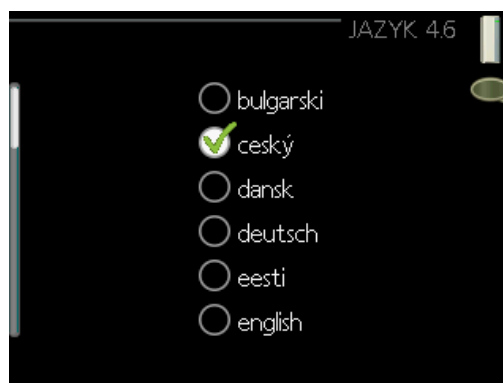 JAZYK 4.6
bulgarski
ceský
dansk
deutsch
eesti
english